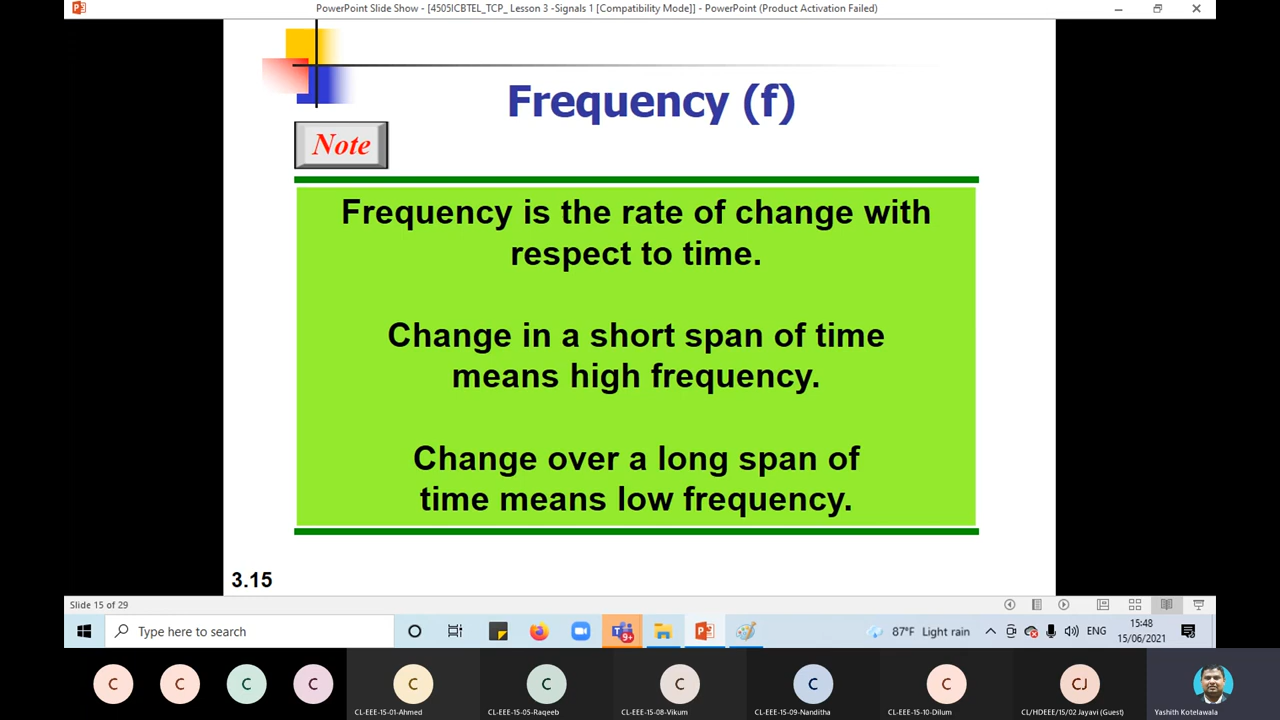 PowerPoint Slide Show - [4505ICBTEL_TCP_ Lesson 3 -Signals 1 [Compatibility Mode]] - PowerPoint (Product Activation Failed)
Frequency (f)
Note
Frequency is the rate of change with
respect to time.
Change in a short span of time
means high frequency.
Change over a long span of
time means low frequency.
3.15
Slide 15 of 29
Type here to search
9+
87°F Light rain
ENG
15:48
15/06/2021
C
C
C
C
C
C
C
C
C
CJ
CL-EEE-15-01-Ahmed
CL-EEE-15-05-Raqeeb
CL-EEE-15-08-Vikum
CL-EEE-15-09-Nanditha
CL-EEE-15-10-Dilum
CL/HDEEE/15/02 Jayavi (Guest)
Yashith Kotelawala